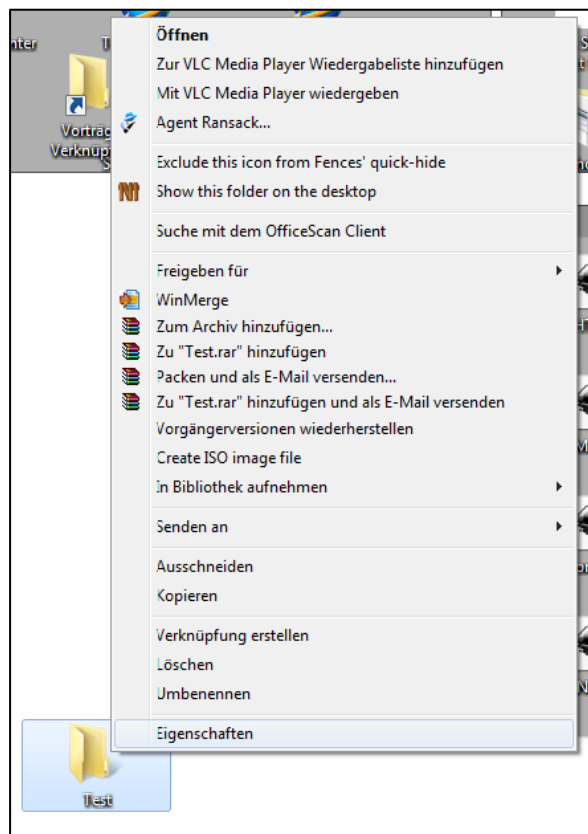 Öffnen
Zur VLC Media Player Wiedergabeliste hinzufügen
Mit VLC Media Player wiedergeben
Agent Ransack...
Exclude this icon from Fences' quick-hide
Show this folder on the desktop
Suche mit dem OfficeScan Client
Freigeben für
WinMerge
Zum Archiv hinzufügen...
Zu "Test.rar" hinzufügen
Packen und als E-Mail versenden...
Zu "Test.rar" hinzufügen und als E-Mail versenden
Vorgängerversionen wiederherstellen
Create ISO image file
In Bibliothek aufnehmen
Senden an
Ausschneiden
Kopieren
Verknüpfung erstellen
Löschen
Umbenennen
Eigenschaften
Test